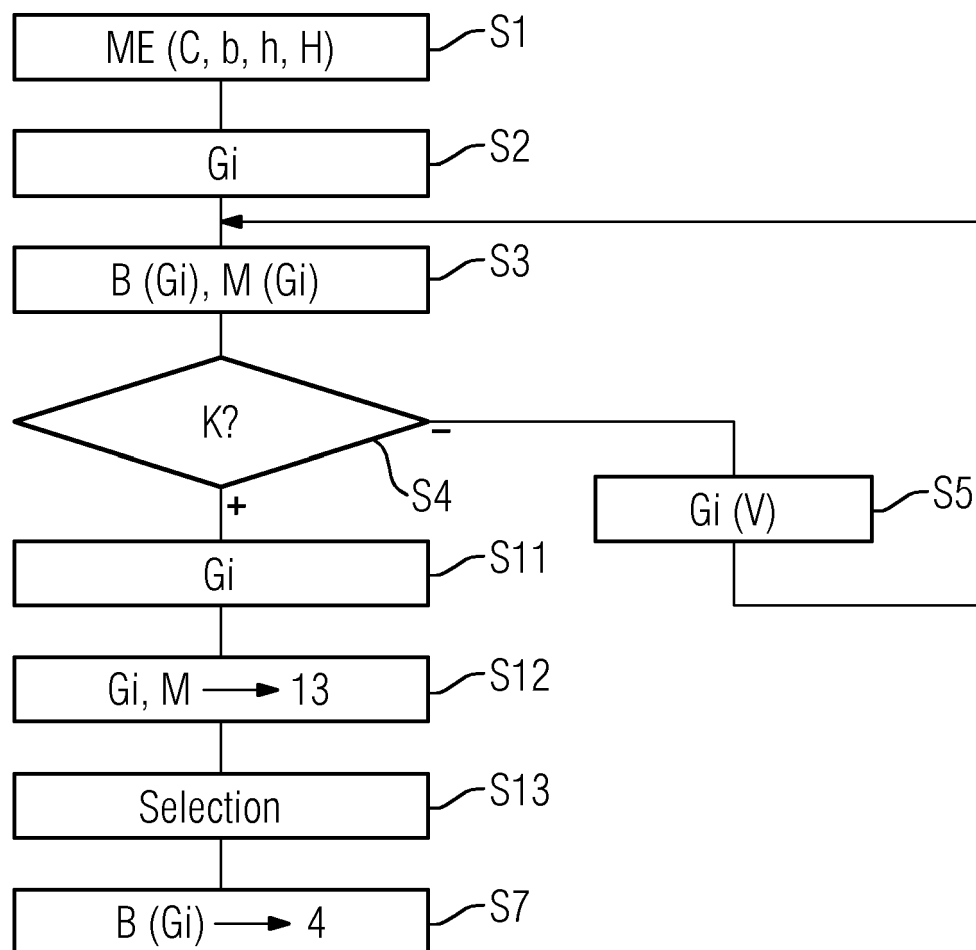 ME (C, b, h, H)
S1
Gi
S2
B (Gi), M (Gi)
S3
K?
−
+
S4
Gi (V)
S5
Gi
S11
Gi, M → 13
S12
Selection
S13
B (Gi) → 4
S7